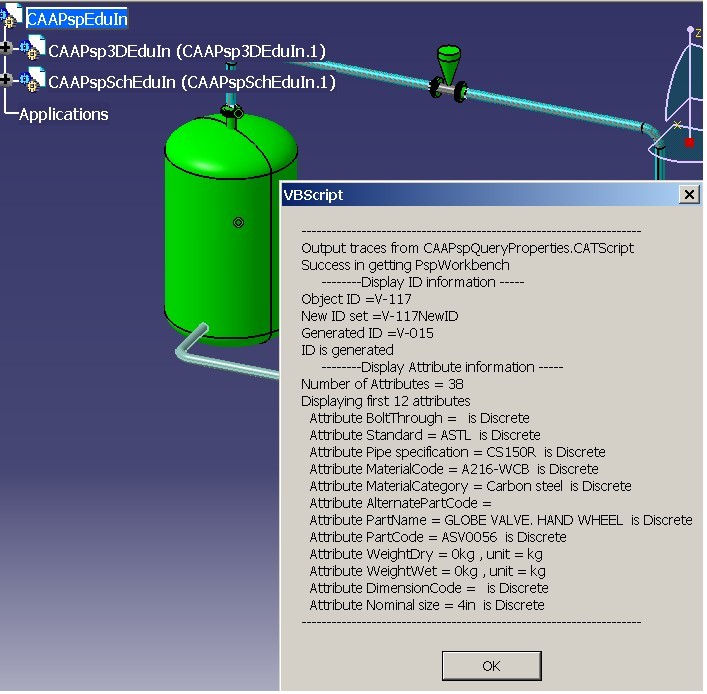 CAAPspEduIn
CAAPsp3DEduIn (CAAPsp3DEduIn.1)
CAAPspSchEduIn (CAAPspSchEduIn.1)
Applications
z
VBScript
--------------------------------------------------------------------
Output traces from CAAPspQueryProperties.CATScript
Success in getting PspWorkbench
--------Display ID information -----
Object ID =V-117
New ID set =V-117NewID
Generated ID =V-015
ID is generated
--------Display Attribute information -----
Number of Attributes = 38
Displaying first 12 attributes
Attribute BoltThrough =   is Discrete
Attribute Standard = ASTL  is Discrete
Attribute Pipe specification = CS150R  is Discrete
Attribute MaterialCode = A216-WCB  is Discrete
Attribute MaterialCategory = Carbon steel  is Discrete
Attribute AlternatePartCode =
Attribute PartName = GLOBE VALVE. HAND WHEEL  is Discrete
Attribute PartCode = ASV0056  is Discrete
Attribute WeightDry = 0kg , unit = kg
Attribute WeightWet = 0kg , unit = kg
Attribute DimensionCode =   is Discrete
Attribute Nominal size = 4in  is Discrete
--------------------------------------------------------------------
OK